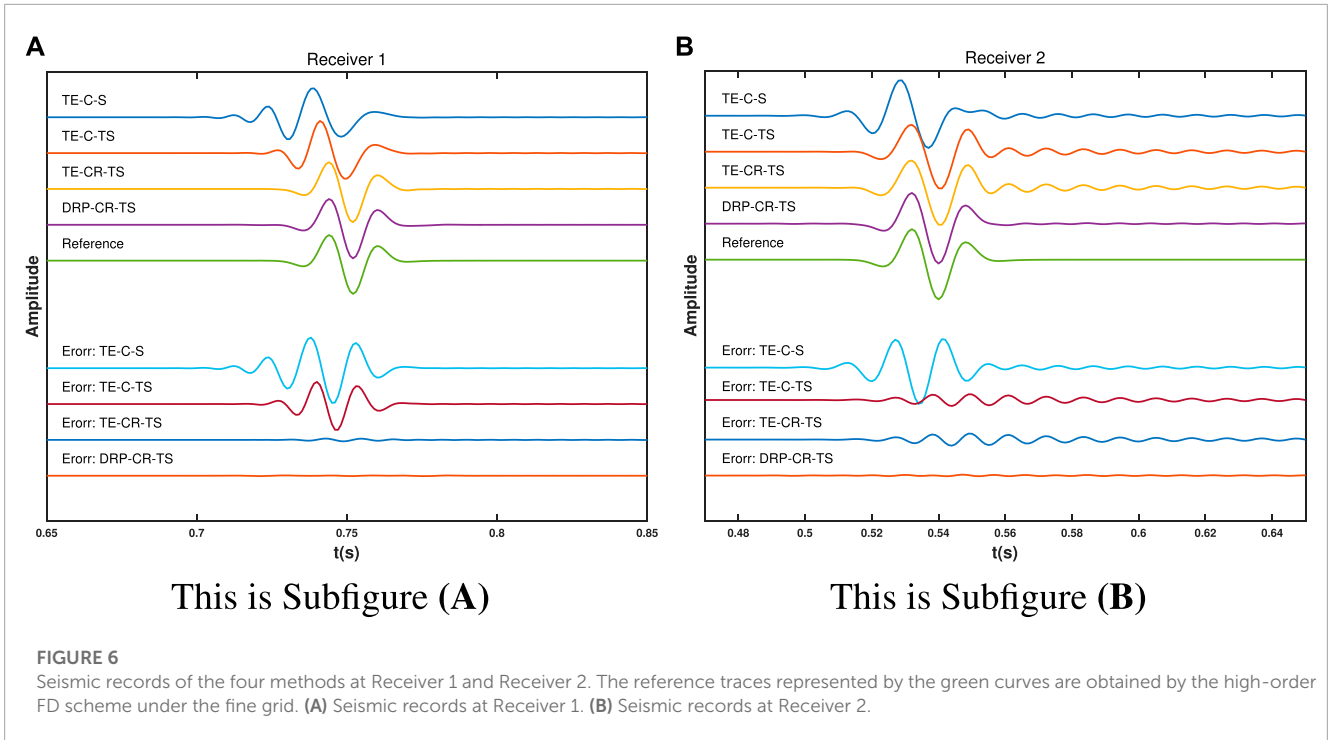 A
Receiver 1
TE-C-S
TE-C-TS
TE-CR-TS
DRP-CR-TS
Reference
Amplitude
Erorr: TE-C-S
Erorr: TE-C-TS
Erorr: TE-CR-TS
Erorr: DRP-CR-TS
0.65 0.7 0.75 0.8 0.85
t(s)
This is Subfigure (A)
B
Receiver 2
TE-C-S
TE-C-TS
TE-CR-TS
DRP-CR-TS
Reference
Amplitude
Erorr: TE-C-S
Erorr: TE-C-TS
Erorr: TE-CR-TS
Erorr: DRP-CR-TS
0.48 0.5 0.52 0.54 0.56 0.58 0.6 0.62 0.64
t(s)
This is Subfigure (B)
FIGURE 6
Seismic records of the four methods at Receiver 1 and Receiver 2. The reference traces represented by the green curves are obtained by the high-order
FD scheme under the fine grid. (A) Seismic records at Receiver 1. (B) Seismic records at Receiver 2.